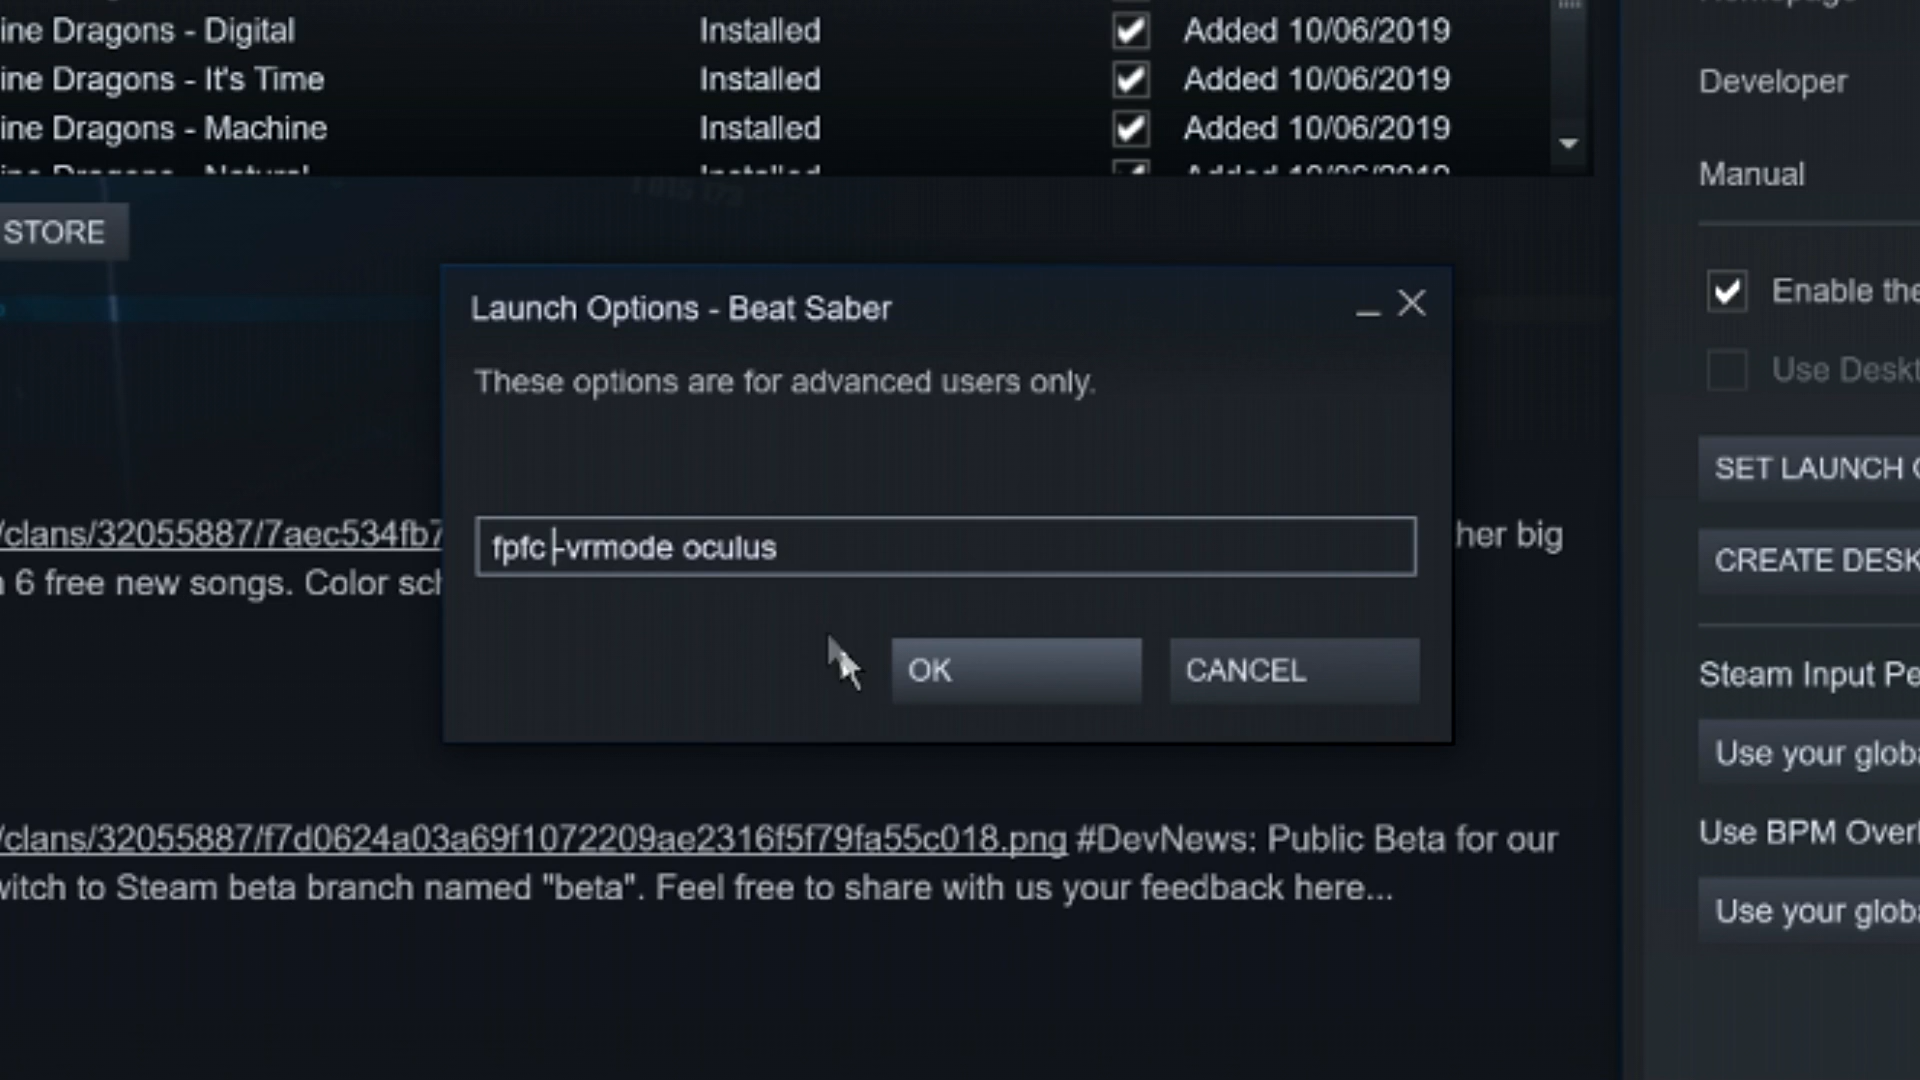 ine Dragons - Digital Installed Added 10/06/2019
ine Dragons - It's Time Installed Added 10/06/2019
Developer
ine Dragons - Machine Installed Added 10/06/2019
Manual
STORE
Enable the
Launch Options - Beat Saber
These options are for advanced users only.
SET LAUNCH
/clans/32055887/7aec534fb7
her big
fpfc -vrmode oculus
CREATE DESK
6 free new songs. Color sch
OK
CANCEL
Steam Input Pe
Use your globa
/clans/32055887/f7d0624a03a69f1072209ae2316f5f79fa55c018.png #DevNews: Public Beta for our
Use BPM Overl
witch to Steam beta branch named "beta". Feel free to share with us your feedback here...
Use your globa